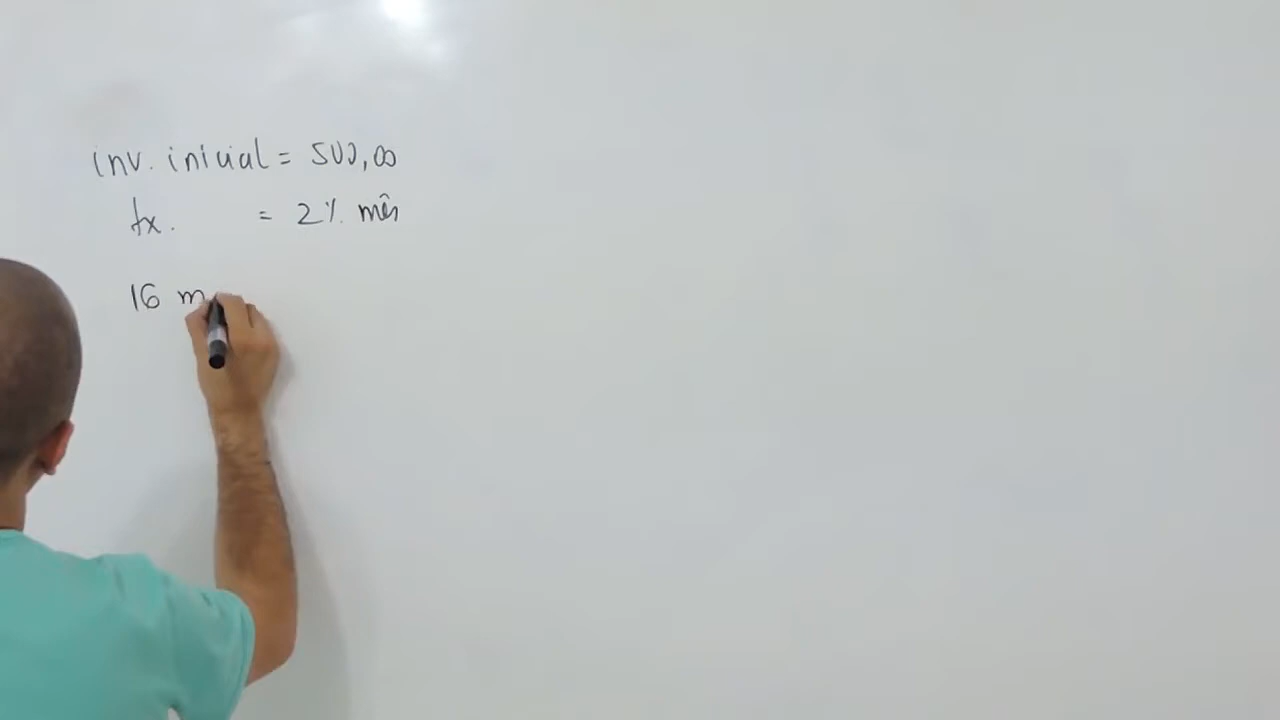 inv. inicial = 500,00
tx. = 2% mês
16 m